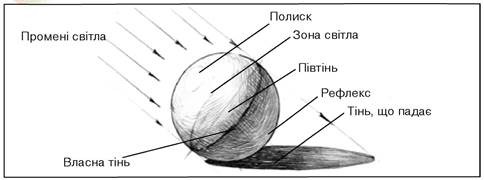 Полиск
Зона світла
Промені світла
Півтінь
Рефлекс
Тінь, що падає
Власна тінь